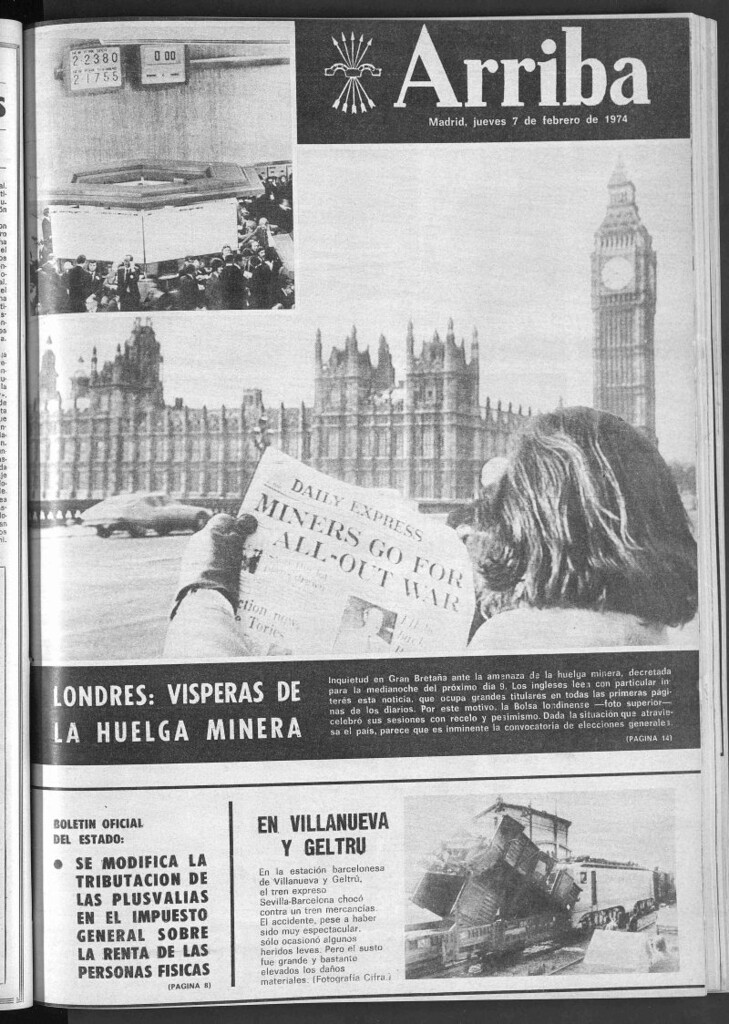 22380
21755
0 00
Arriba
Madrid, jueves 7 de febrero de 1974
DAILY EXPRESS
MINERS GO FOR
ALL-OUT WAR
Tories
LONDRES: VISPERAS DE
LA HUELGA MINERA
Inquietud en Gran Bretaña ante la amenaza de la huelga minera, decretada
para la medianoche del próximo día 9. Los ingleses leen con particular in-
terés esta noticia, que ocupa grandes titulares en todas las primeras pági-
nas de los diarios. Por este motivo, la Bolsa londinense —foto superior—
celebró sus sesiones con recelo y pesimismo. Dada la situación que atravie-
sa el país, parece que es inminente la convocatoria de elecciones generales.
(PAGINA 14)
BOLETIN OFICIAL
DEL ESTADO:
● SE MODIFICA LA
TRIBUTACION DE
LAS PLUSVALIAS
EN EL IMPUESTO
GENERAL SOBRE
LA RENTA DE LAS
PERSONAS FISICAS
(PAGINA 8)
EN VILLANUEVA
Y GELTRU
En la estación barcelonesa
de Villanueva y Geltrú,
el tren expreso
Sevilla-Barcelona chocó
contra un tren mercancías.
El accidente, pese a haber
sido muy espectacular,
sólo ocasionó algunos
heridos leves. Pero el susto
fue grande y bastante
elevados los daños
materiales. (Fotografía Cifra.)